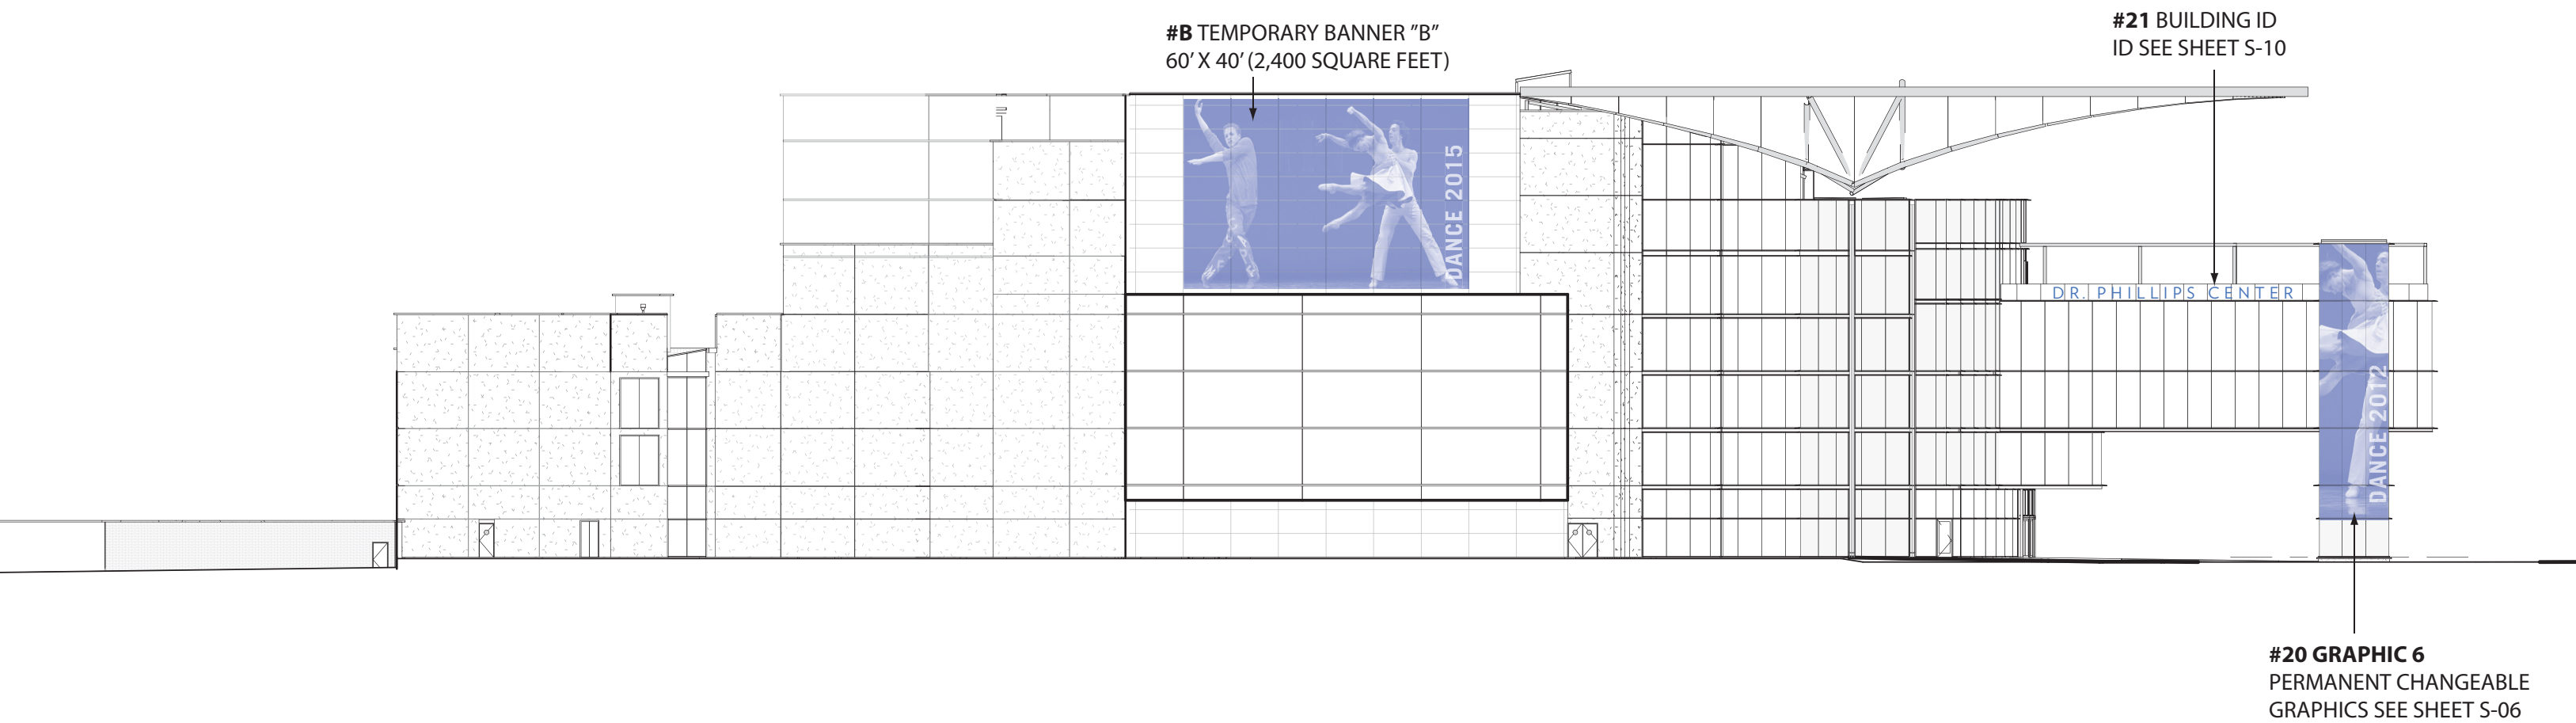 #B TEMPORARY BANNER ”B”
60’ X 40’ (2,400 SQUARE FEET)
#21 BUILDING ID
ID SEE SHEET S-10
DANCE 2015
DR. PHILLIPS CENTER
DANCE 2012
#20 GRAPHIC 6
PERMANENT CHANGEABLE
GRAPHICS SEE SHEET S-06